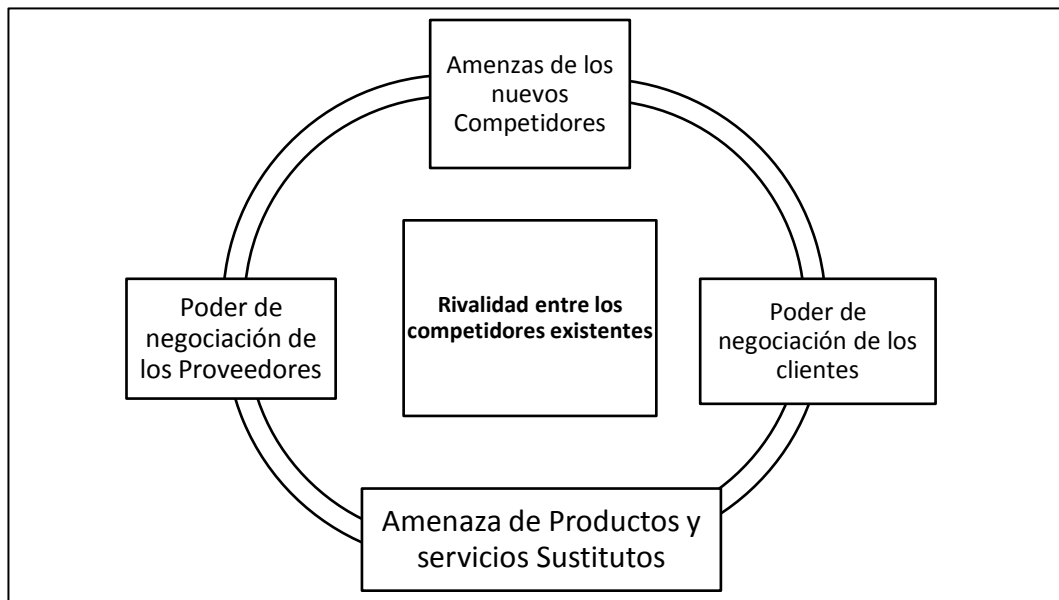 Amenzas de los
nuevos
Competidores
Rivalidad entre los
competidores existentes
Poder de
negociación de
los Proveedores
Poder de
negociación de los
clientes
Amenaza de Productos y
servicios Sustitutos